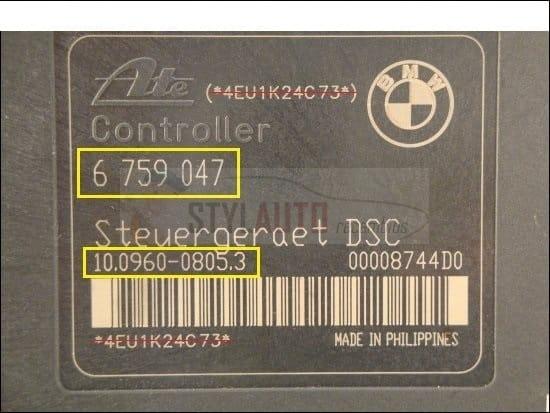 Ate (*4EU1K24C73*)
BMW
Controller
6 759 047
STYLAUTO
recambios
Steuergeraet DSC
10.0960-0805.3 00008744D0
*4EU1K24C73* MADE IN PHILIPPINES